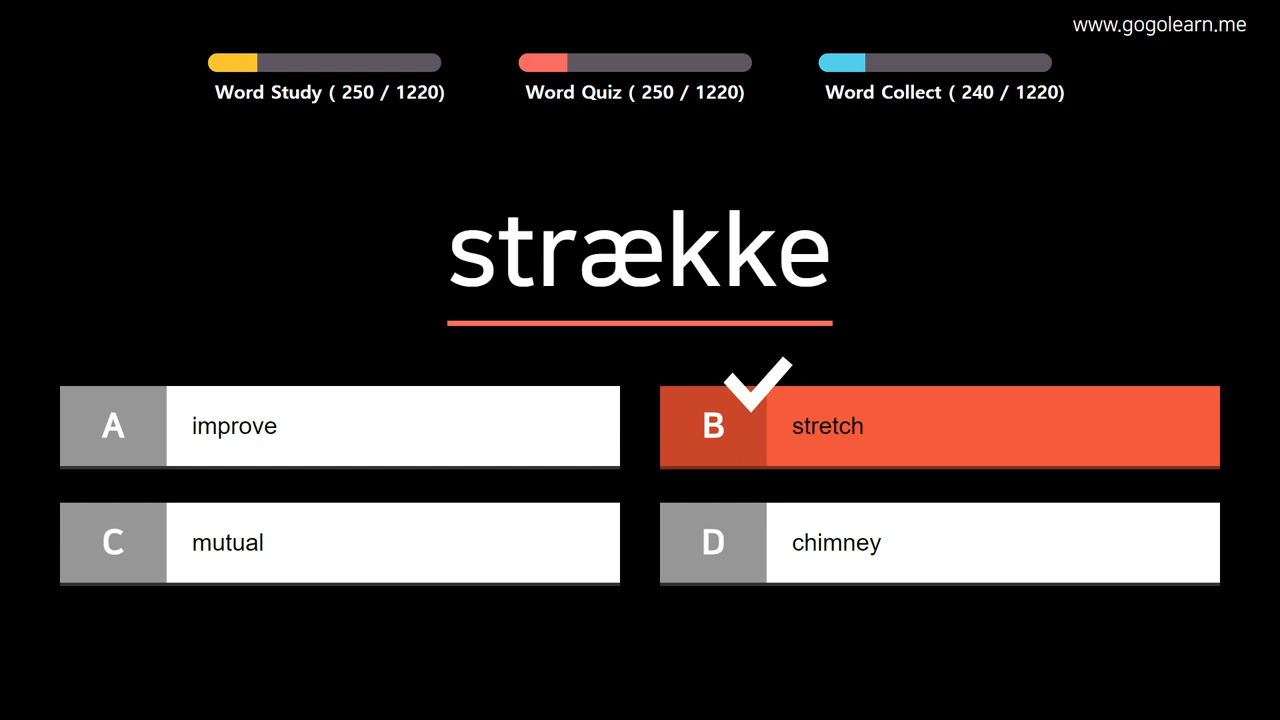 www.gogolearn.me
Word Study ( 250 / 1220)
Word Quiz ( 250 / 1220)
Word Collect ( 240 / 1220)
strække
A improve
B stretch
C mutual
D chimney